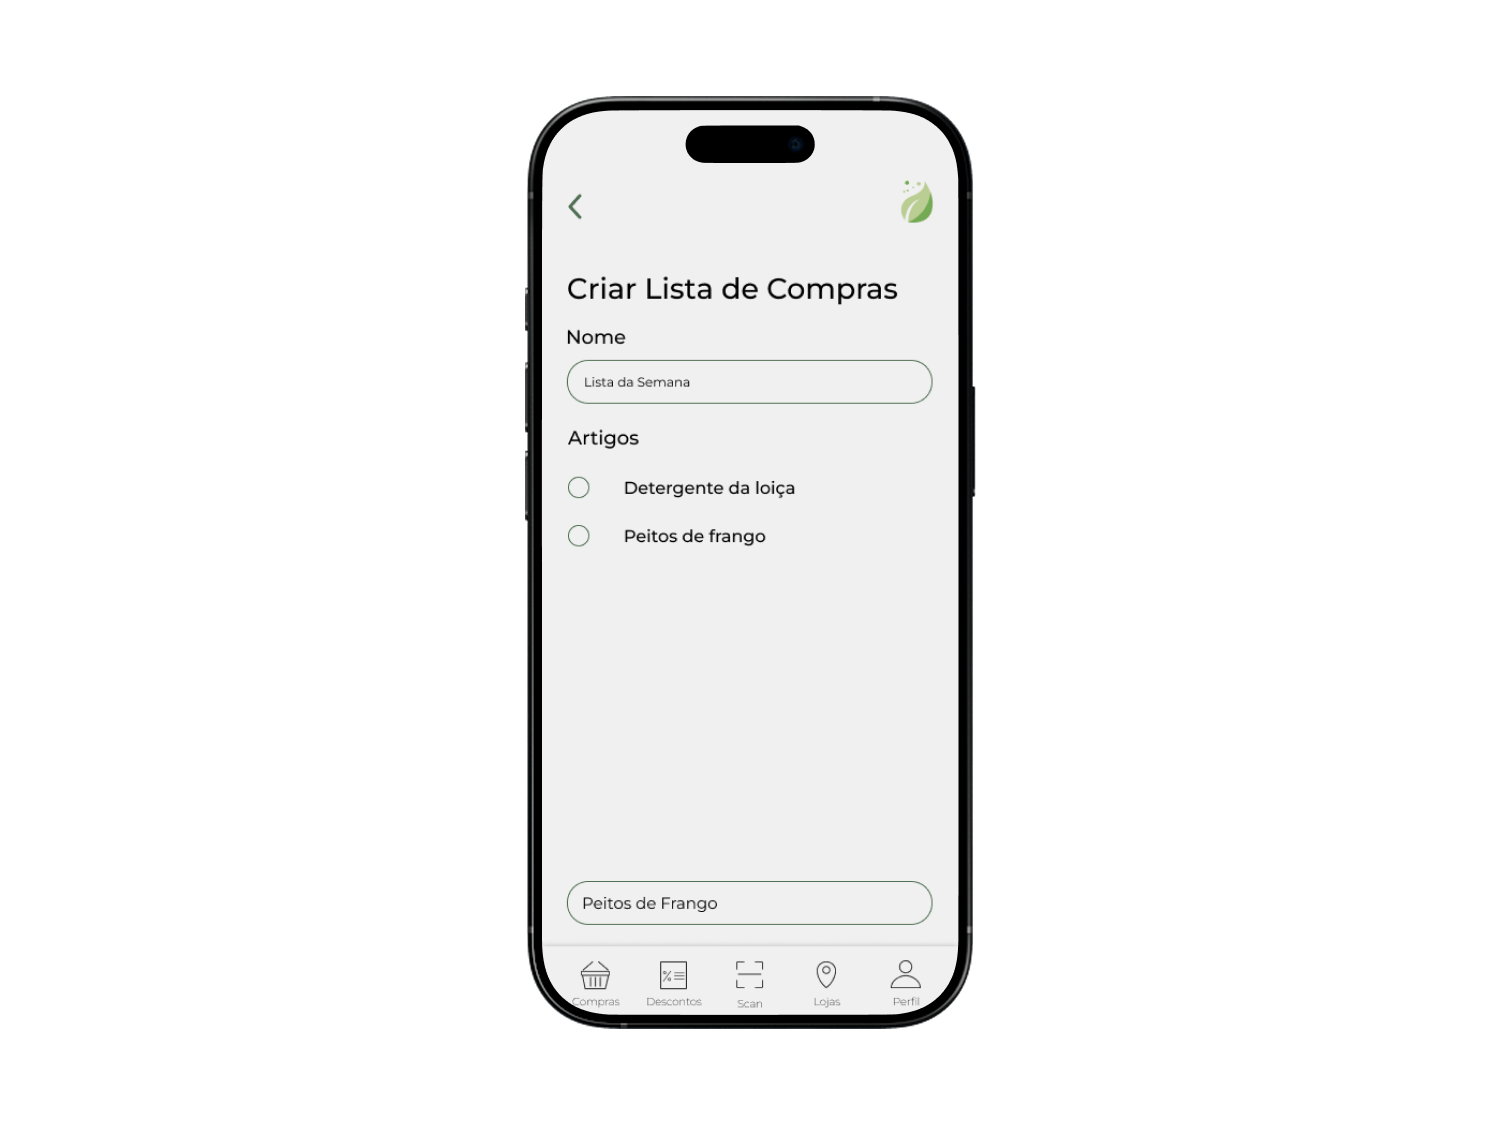 Criar Lista de Compras
Nome
Lista da Semana
Artigos
Detergente da loiça
Peitos de frango
Peitos de Frango
Compras
Descontos
Scan
Lojas
Perfil